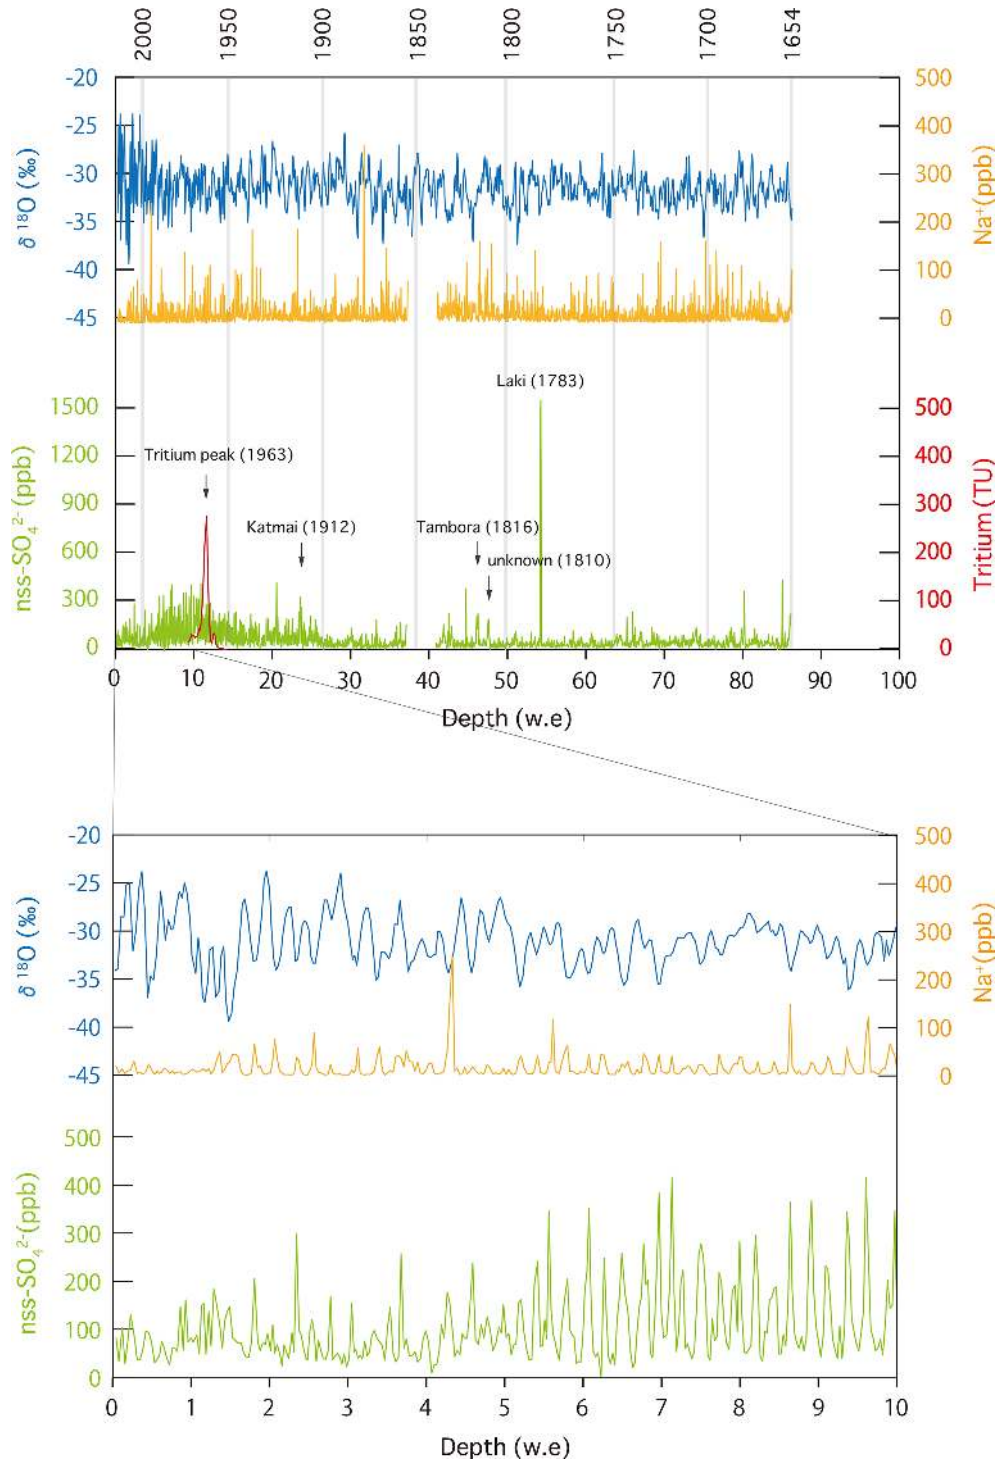 2000 1950 1900 1850 1800 1750 1700 1654
-20 500
-25 400
-30 300
-35 200
-40 100
-45 0
δ 18O (‰)
Na+(ppb)
Laki (1783)
1500 500
1200 400
900 300
600 200
300 100
0 0
nss-SO4 2- (ppb)
Tritium (TU)
Tritium peak (1963)
Katmai (1912)
Tambora (1816)
unknown (1810)
0 10 20 30 40 50 60 70 80 90 100
Depth (w.e)
-20 500
-25 400
-30 300
-35 200
-40 100
-45 0
δ 18O (‰)
Na+(ppb)
500
400
300
200
100
0
nss-SO4 2-(ppb)
0 1 2 3 4 5 6 7 8 9 10
Depth (w.e)